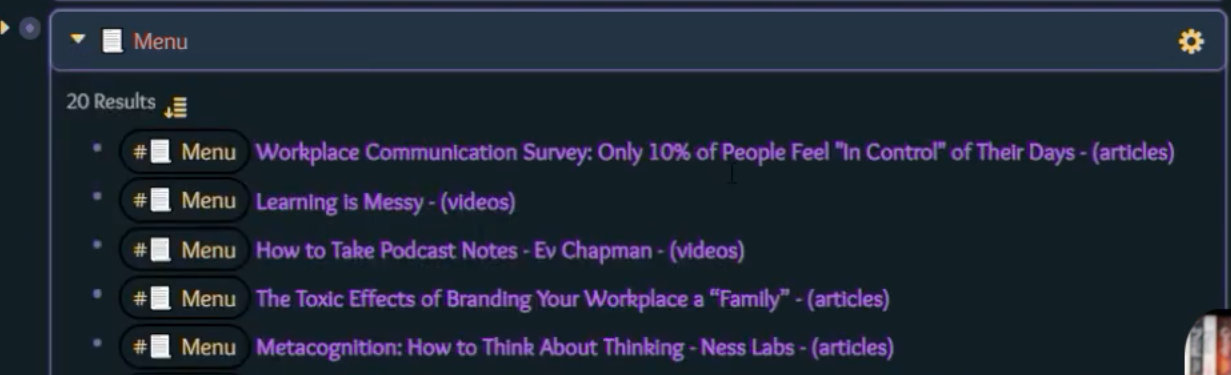 Menu
20 Results
# Menu Workplace Communication Survey: Only 10% of People Feel "In Control" of Their Days - (articles)
# Menu Learning is Messy - (videos)
# Menu How to Take Podcast Notes - Ev Chapman - (videos)
# Menu The Toxic Effects of Branding Your Workplace a “Family” - (articles)
# Menu Metacognition: How to Think About Thinking - Ness Labs - (articles)